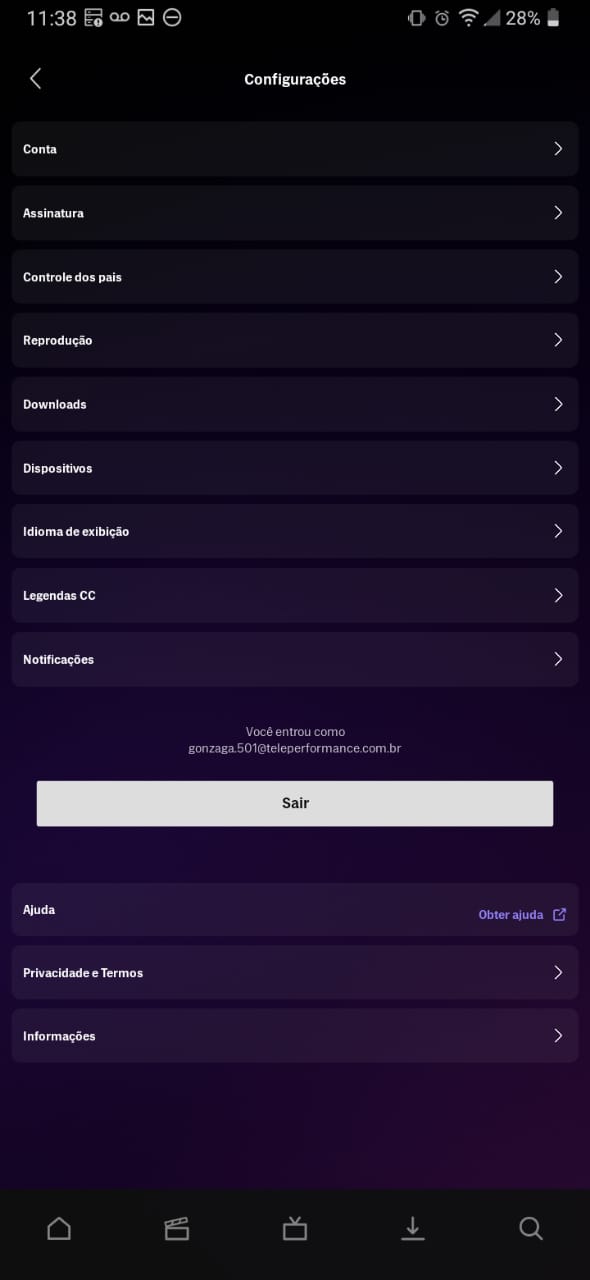 11:38
28%
Configurações
Conta
Assinatura
Controle dos pais
Reprodução
Downloads
Dispositivos
Idioma de exibição
Legendas CC
Notificações
Você entrou como
gonzaga.501@teleperformance.com.br
Sair
Ajuda
Obter ajuda
Privacidade e Termos
Informações